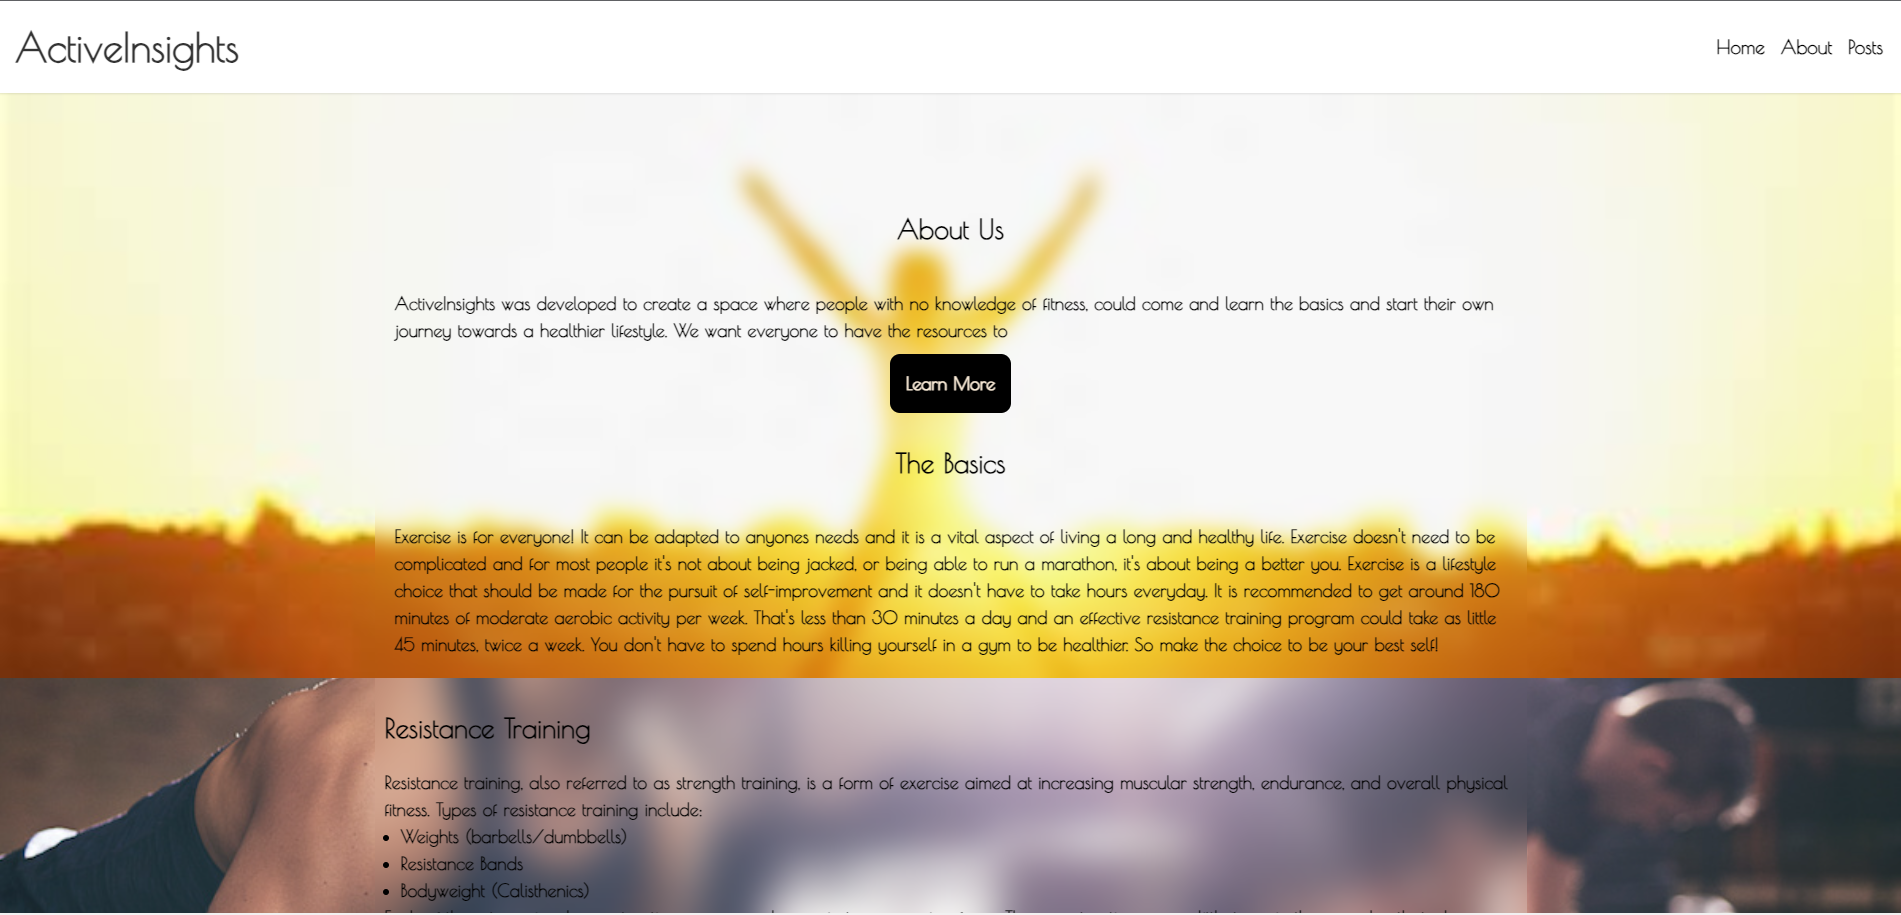 ActiveInsights
Home About Posts
About Us
ActiveInsights was developed to create a space where people with no knowledge of fitness, could come and learn the basics and start their own
journey towards a healthier lifestyle. We want everyone to have the resources to
Learn More
The Basics
Exercise is for everyone! It can be adapted to anyones needs and it is a vital aspect of living a long and healthy life. Exercise doesn't need to be
complicated and for most people it's not about being jacked, or being able to run a marathon, it's about being a better you. Exercise is a lifestyle
choice that should be made for the pursuit of self-improvement and it doesn't have to take hours everyday. It is recommended to get around 180
minutes of moderate aerobic activity per week. That's less than 30 minutes a day and an effective resistance training program could take as little
45 minutes, twice a week. You don't have to spend hours killing yourself in a gym to be healthier. So make the choice to be your best self!
Resistance Training
Resistance training, also referred to as strength training, is a form of exercise aimed at increasing muscular strength, endurance, and overall physical
fitness. Types of resistance training include:
• Weights (barbells/dumbbells)
• Resistance Bands
• Bodyweight (Calisthenics)